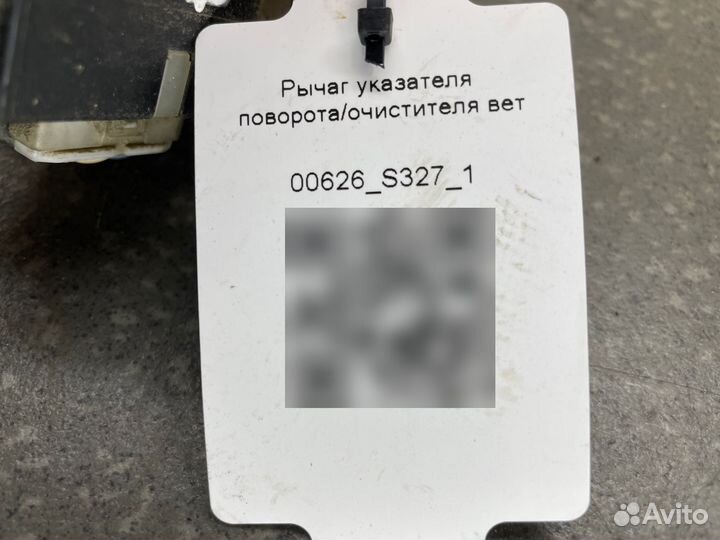 Рычаг указателя
поворота/очистителя вет
00626_S327_1
Avito